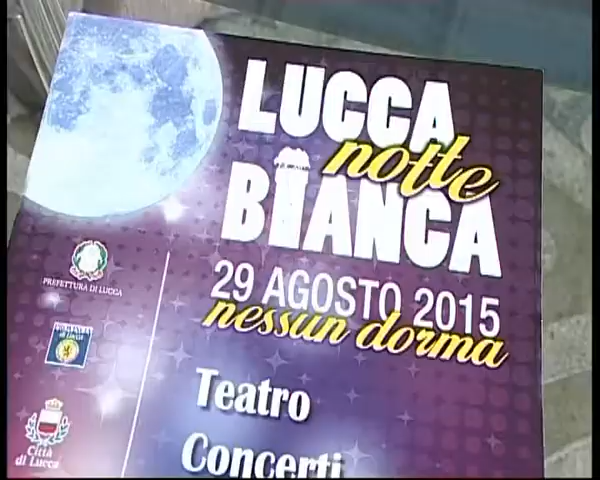 LUCCA
notte
BIANCA
29 AGOSTO 2015
nessun dorma
PREFETTURA DI LUCCA
Teatro
Città
di Lucca
Concerti